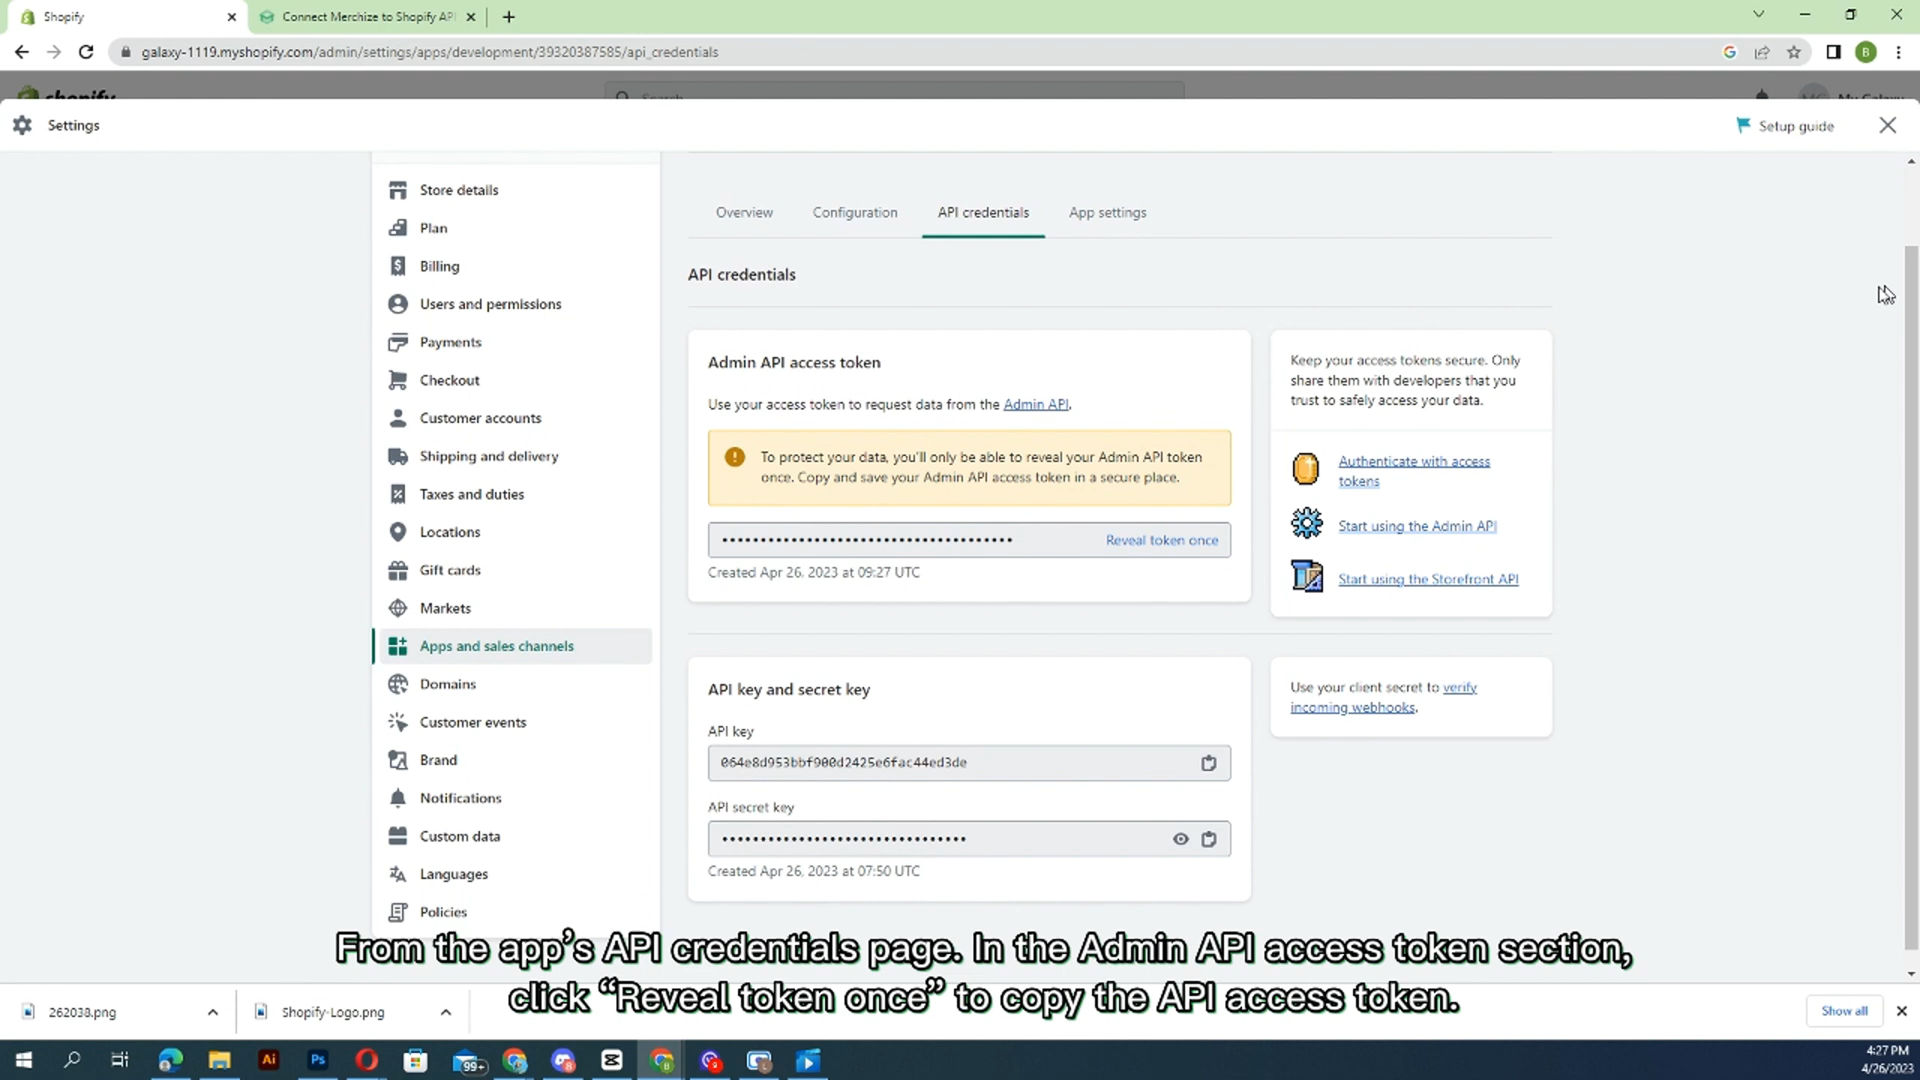 Shopify
Connect Merchize to Shopify API
galaxy-1119.myshopify.com/admin/settings/apps/development/39320387585/api_credentials
B
shopify
Search
My Galaxy
Settings
Setup guide
Store details
Plan
Billing
Users and permissions
Payments
Checkout
Customer accounts
Shipping and delivery
Taxes and duties
Locations
Gift cards
Markets
Apps and sales channels
Domains
Customer events
Brand
Notifications
Custom data
Languages
Policies
Overview
Configuration
API credentials
App settings
API credentials
Admin API access token
Use your access token to request data from the Admin API.
To protect your data, you'll only be able to reveal your Admin API token
once. Copy and save your Admin API access token in a secure place.
••••••••••••••••••••••••••••••••••••••
Reveal token once
Created Apr 26, 2023 at 09:27 UTC
Keep your access tokens secure. Only
share them with developers that you
trust to safely access your data.
Authenticate with access
tokens
Start using the Admin API
Start using the Storefront API
API key and secret key
API key
064e8d953bbf900d2425e6fac44ed3de
API secret key
••••••••••••••••••••••••••••••••
Created Apr 26, 2023 at 07:50 UTC
Use your client secret to verify
incoming webhooks.
From the app's API credentials page. In the Admin API access token section,
click “Reveal token once” to copy the API access token.
262038.png
Shopify-Logo.png
Show all
Ai
Ps
99+
4:27 PM
4/26/2023